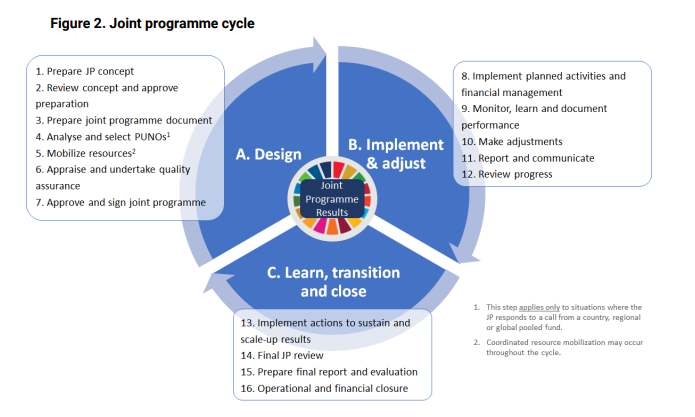 Figure 2. Joint programme cycle
1. Prepare JP concept
2. Review concept and approve
preparation
3. Prepare joint programme document
4. Analyse and select PUNOs¹
5. Mobilize resources²
6. Appraise and undertake quality
assurance
7. Approve and sign joint programme
A. Design
B. Implement
& adjust
8. Implement planned activities and
financial management
9. Monitor, learn and document
performance
10. Make adjustments
11. Report and communicate
12. Review progress
Joint
Programme
Results
C. Learn, transition
and close
13. Implement actions to sustain and
scale-up results
14. Final JP review
15. Prepare final report and evaluation
16. Operational and financial closure
1. This step applies only to situations where the
JP responds to a call from a country, regional
or global pooled fund.
2. Coordinated resource mobilization may occur
throughout the cycle.